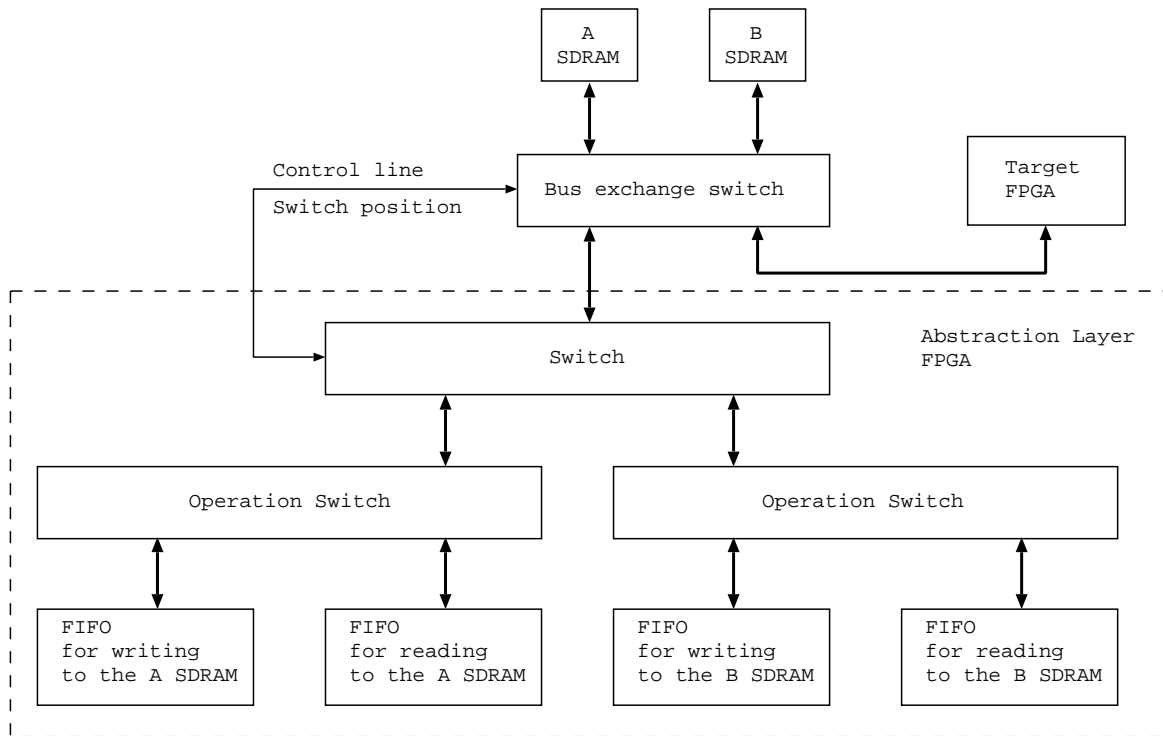 A
SDRAM
B
SDRAM
Control line
Switch position
Bus exchange switch
Target
FPGA
Switch
Abstraction Layer
FPGA
Operation Switch
Operation Switch
FIFO
for writing
to the A SDRAM
FIFO
for reading
to the A SDRAM
FIFO
for writing
to the B SDRAM
FIFO
for reading
to the B SDRAM